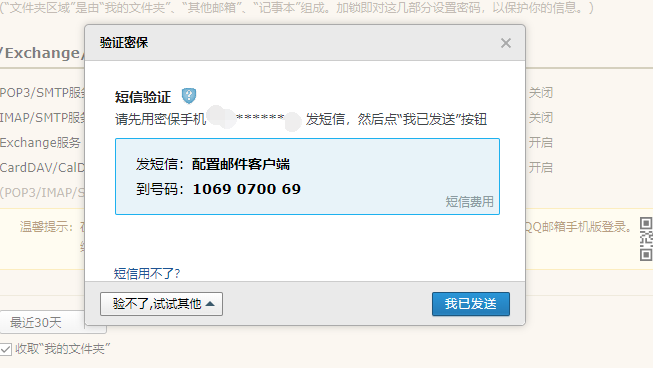 (“文件夹区域”是由“我的文件夹”、“其他邮箱”、“记事本”组成。加锁即对这几部分设置密码，以保护你的信息。)
验证密保
/Exchange/
短信验证
POP3/SMTP服务
关闭
请先用密保手机 ****** 发短信，然后点“我已发送”按钮
IMAP/SMTP服务
关闭
Exchange服务
开启
发短信：配置邮件客户端
CardDAV/CalD
开启
到号码：1069 0700 69
(POP3/IMAP/S
短信费用
温馨提示：
QQ邮箱手机版登录。
短信用不了?
验不了,试试其他
我已发送
最近30天
收取“我的文件夹”